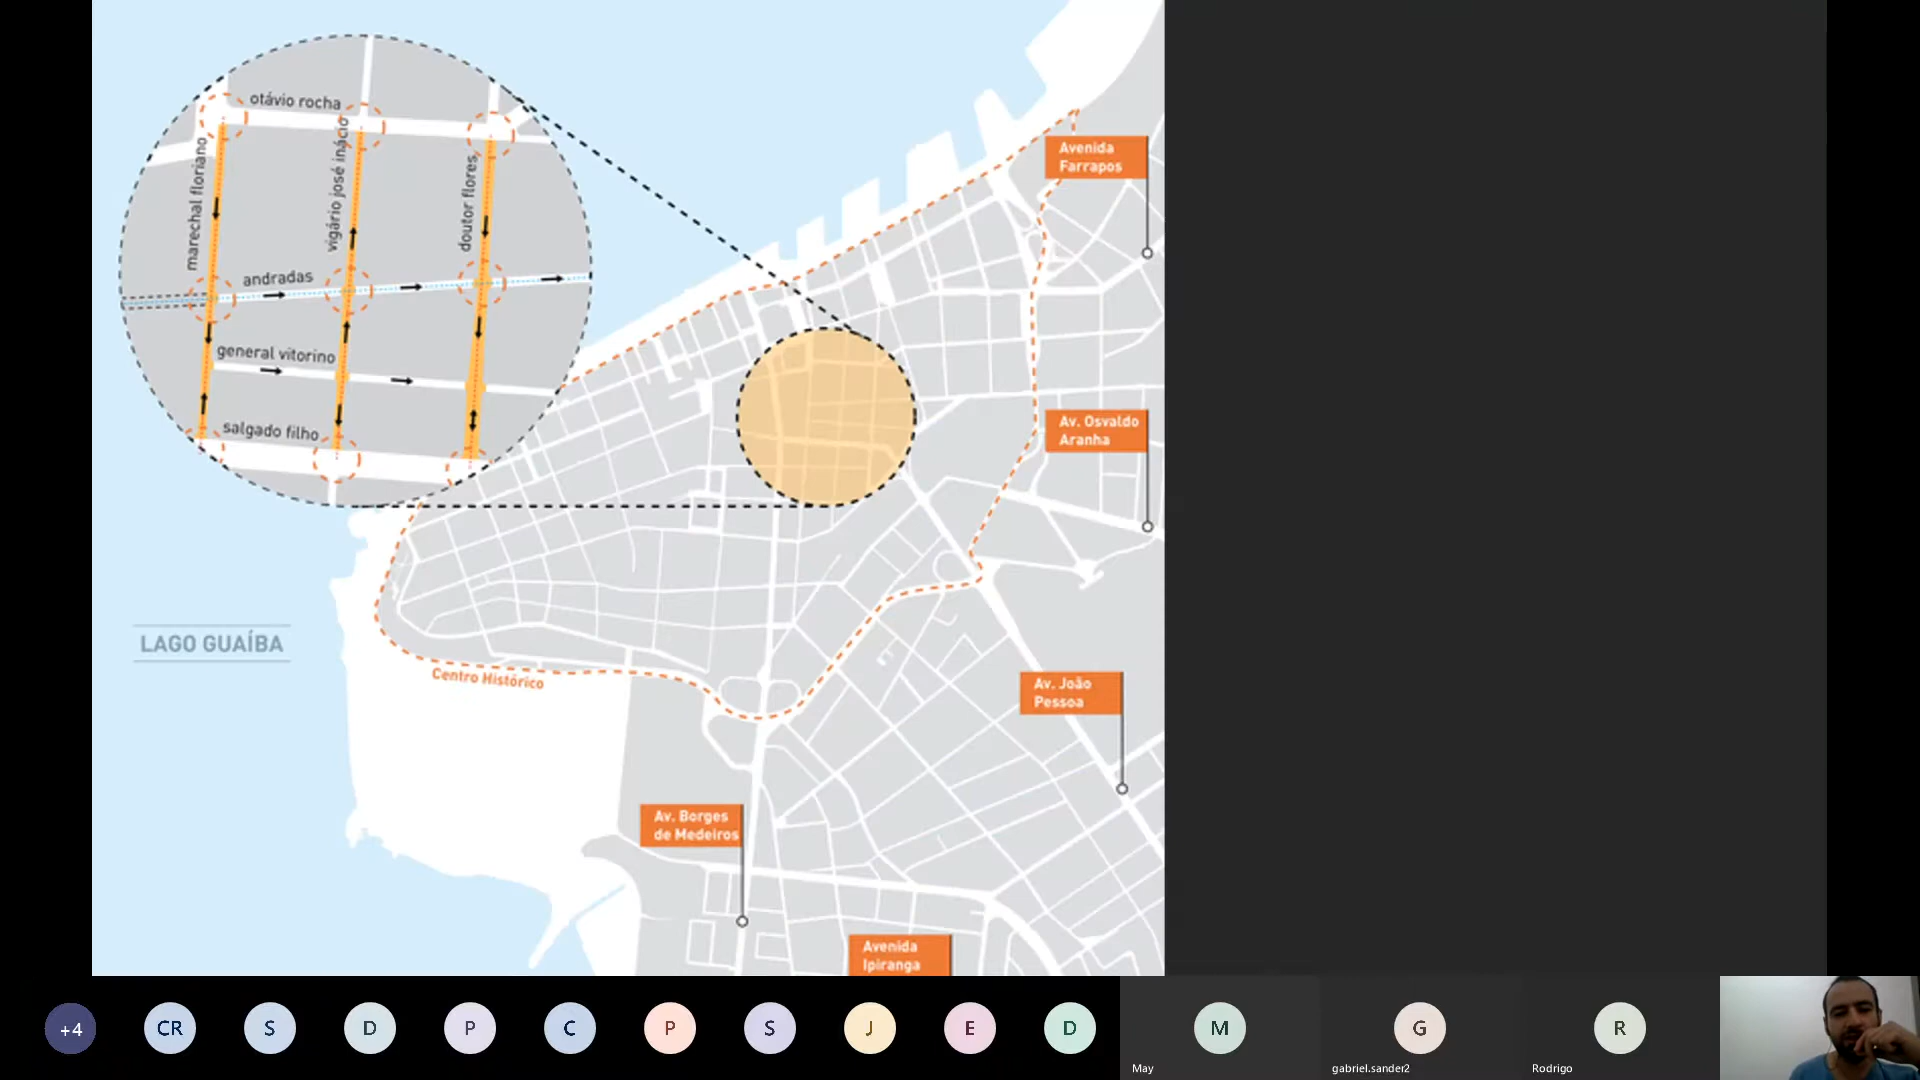 otávio rocha
marechal floriano
vigário josé inácio
doutor flores
andradas
general vitorino
salgado filho
Avenida
Farrapos
Av. Osvaldo
Aranha
LAGO GUAÍBA
Centro Histórico
Av. João
Pessoa
Av. Borges
de Medeiros
Avenida
Ipiranga
+4
CR
S
D
P
C
P
S
J
E
D
M
May
G
gabriel.sander2
R
Rodrigo